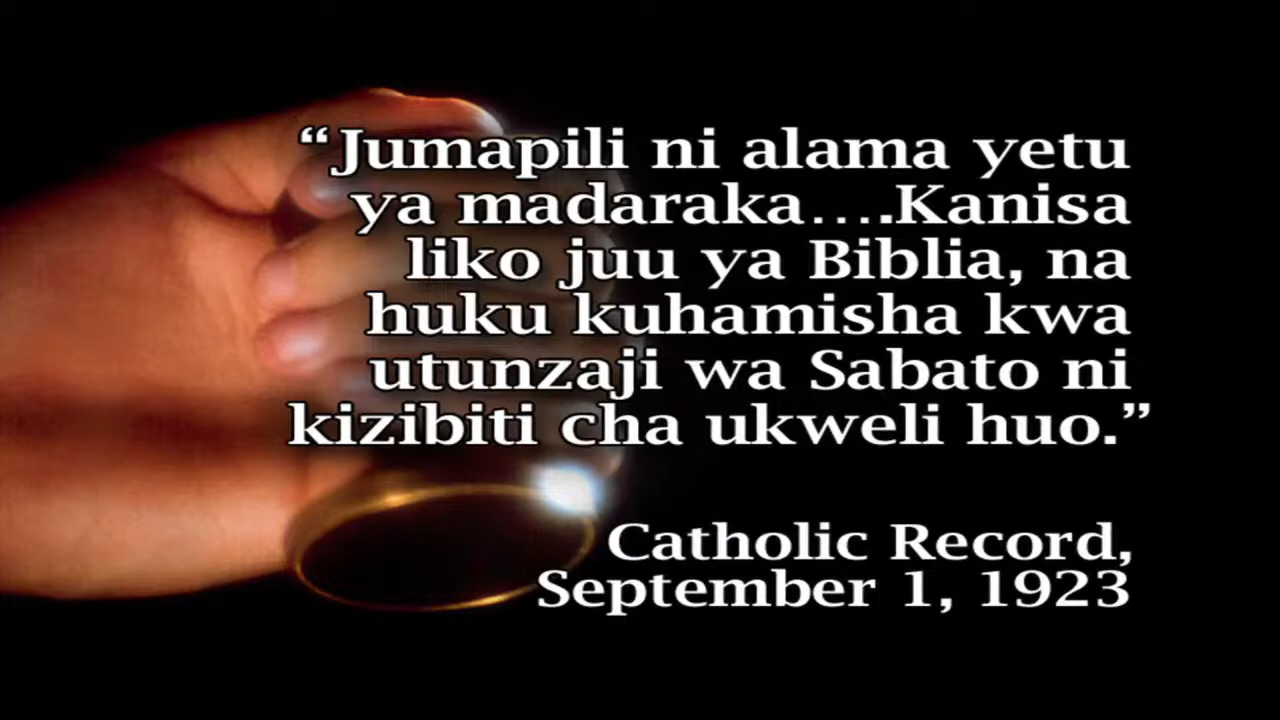 “Jumapili ni alama yetu
ya madaraka….Kanisa
liko juu ya Biblia, na
huku kuhamisha kwa
utunzaji wa Sabato ni
kizibiti cha ukweli huo.”
Catholic Record,
September 1, 1923